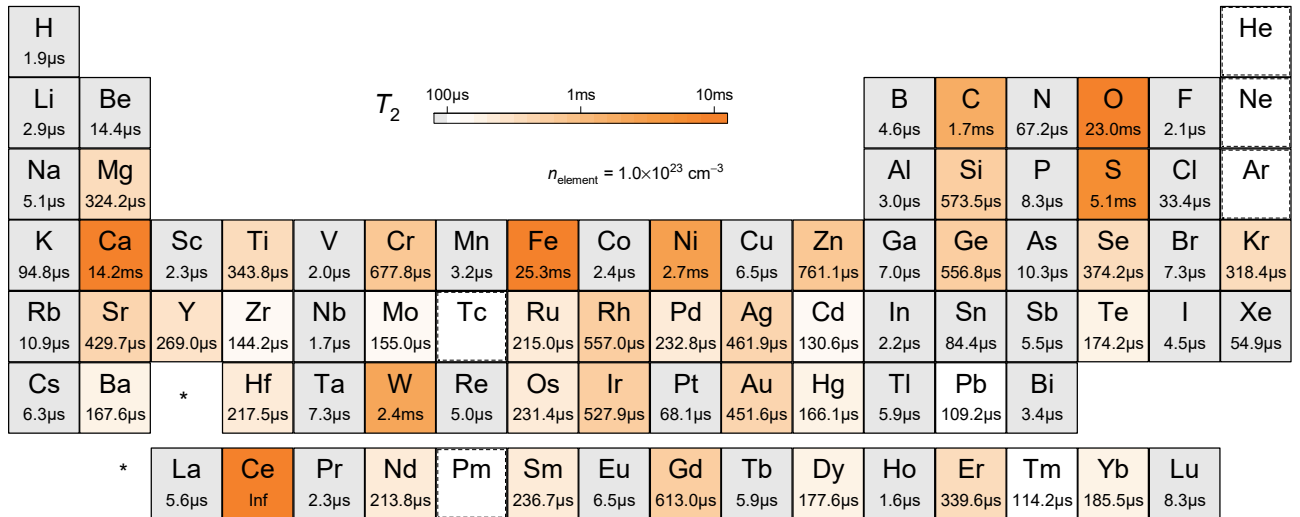 H He
1.9μs
T2 100μs 1ms 10ms
Li Be B C N O F Ne
2.9μs 14.4μs 4.6μs 1.7ms 67.2μs 23.0ms 2.1μs
nelement = 1.0×10²³ cm⁻³
Na Mg Al Si P S Cl Ar
5.1μs 324.2μs 3.0μs 573.5μs 8.3μs 5.1ms 33.4μs
K Ca Sc Ti V Cr Mn Fe Co Ni Cu Zn Ga Ge As Se Br Kr
94.8μs 14.2ms 2.3μs 343.8μs 2.0μs 677.8μs 3.2μs 25.3ms 2.4μs 2.7ms 6.5μs 761.1μs 7.0μs 556.8μs 10.3μs 374.2μs 7.3μs 318.4μs
Rb Sr Y Zr Nb Mo Tc Ru Rh Pd Ag Cd In Sn Sb Te I Xe
10.9μs 429.7μs 269.0μs 144.2μs 1.7μs 155.0μs 215.0μs 557.0μs 232.8μs 461.9μs 130.6μs 2.2μs 84.4μs 5.5μs 174.2μs 4.5μs 54.9μs
Cs Ba * Hf Ta W Re Os Ir Pt Au Hg Tl Pb Bi
6.3μs 167.6μs 217.5μs 7.3μs 2.4ms 5.0μs 231.4μs 527.9μs 68.1μs 451.6μs 166.1μs 5.9μs 109.2μs 3.4μs
* La Ce Pr Nd Pm Sm Eu Gd Tb Dy Ho Er Tm Yb Lu
5.6μs Inf 2.3μs 213.8μs 236.7μs 6.5μs 613.0μs 5.9μs 177.6μs 1.6μs 339.6μs 114.2μs 185.5μs 8.3μs